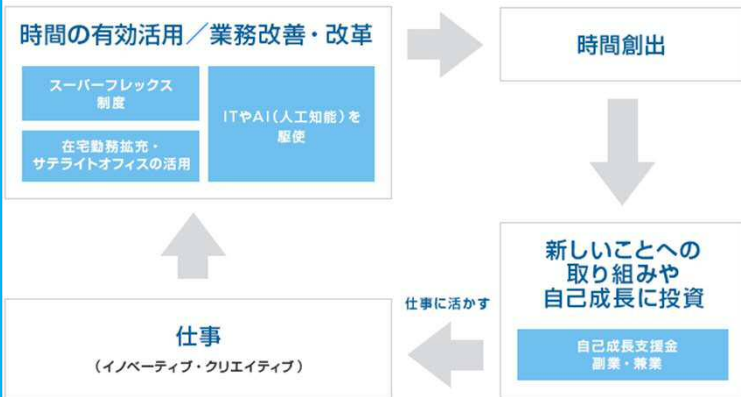 時間の有効活用／業務改善・改革
スーパーフレックス
制度
在宅勤務拡充・
サテライトオフィスの活用
ITやAI(人工知能)を
駆使
時間創出
新しいことへの
取り組みや
自己成長に投資
自己成長支援金
副業・兼業
仕事に活かす
仕事
(イノベーティブ・クリエイティブ)